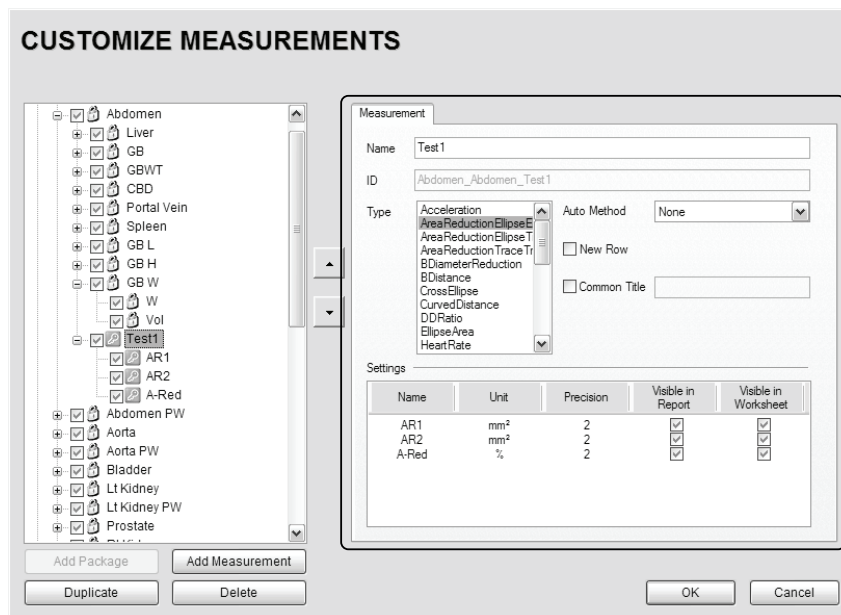 CUSTOMIZE MEASUREMENTS
Abdomen
Liver
GB
GBWT
CBD
Portal Vein
Spleen
GB L
GB H
GB W
W
Vol
Test1
AR1
AR2
A-Red
Abdomen PW
Aorta
Aorta PW
Bladder
Lt Kidney
Lt Kidney PW
Prostate
Add Package
Add Measurement
Duplicate
Delete
Measurement
Name Test1
ID Abdomen_Abdomen_Test1
Type
Acceleration
AreaReductionEllipseE
AreaReductionEllipseT
AreaReductionTraceTr
BDiameterReduction
BDistance
CrossEllipse
CurvedDistance
DDRatio
EllipseArea
HeartRate
Auto Method None
New Row
Common Title
Settings
Name Unit Precision Visible in Report Visible in Worksheet
AR1 mm² 2
AR2 mm² 2
A-Red % 2
OK
Cancel